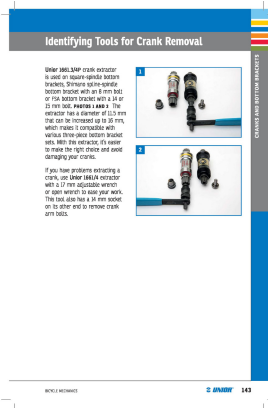 Identifying Tools for Crank Removal
Unior 1661.3/4P crank extractor
is used on square-spindle bottom
brackets, Shimano spline-spindle
bottom bracket with an 8 mm bolt
or FSA bottom bracket with a 14 or
15 mm bolt. PHOTOS 1 AND 2 The
extractor has a diameter of 11.5 mm
that can be increased up to 16 mm,
which makes it compatible with
various three-piece bottom bracket
sets. With this extractor, it's easier
to make the right choice and avoid
damaging your cranks.
If you have problems extracting a
crank, use Unior 1661/4 extractor
with a 17 mm adjustable wrench
or open wrench to ease your work.
This tool also has a 14 mm socket
on its other end to remove crank
arm bolts.
1
2
CRANKS AND BOTTOM BRACKETS
BICYCLE MECHANICS
UNIOR
143